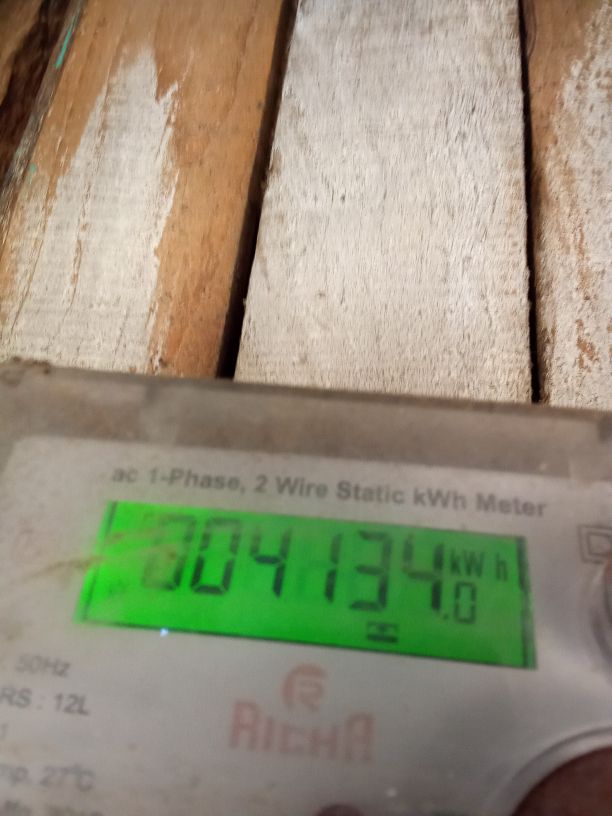 ac 1-Phase, 2 Wire Static kWh Meter
004134.0 kWh
50Hz
RS : 12L
RICHA
27°C